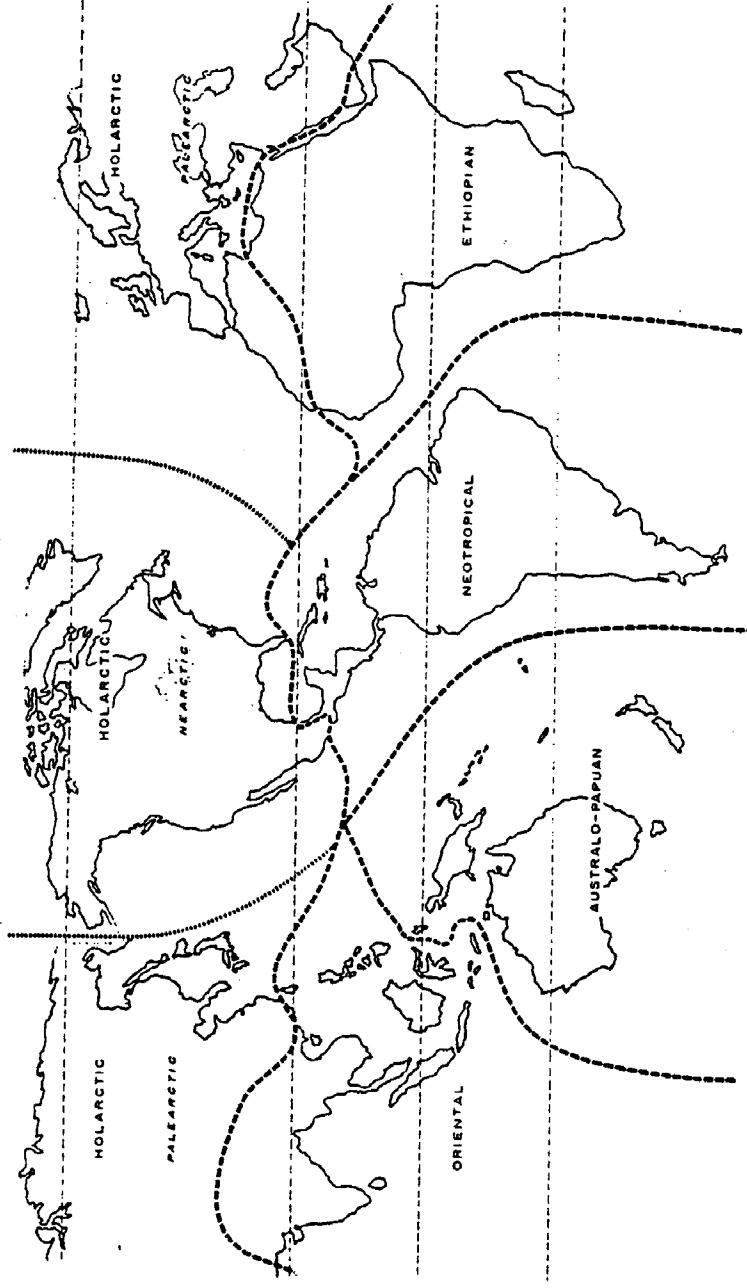 HOLARCTIC
PALEARCTIC
ORIENTAL
AUSTRALO-PAPUAN
HOLARCTIC
NEARCTIC
NEOTROPICAL
HOLARCTIC
PALEARCTIC
ETHIOPIAN